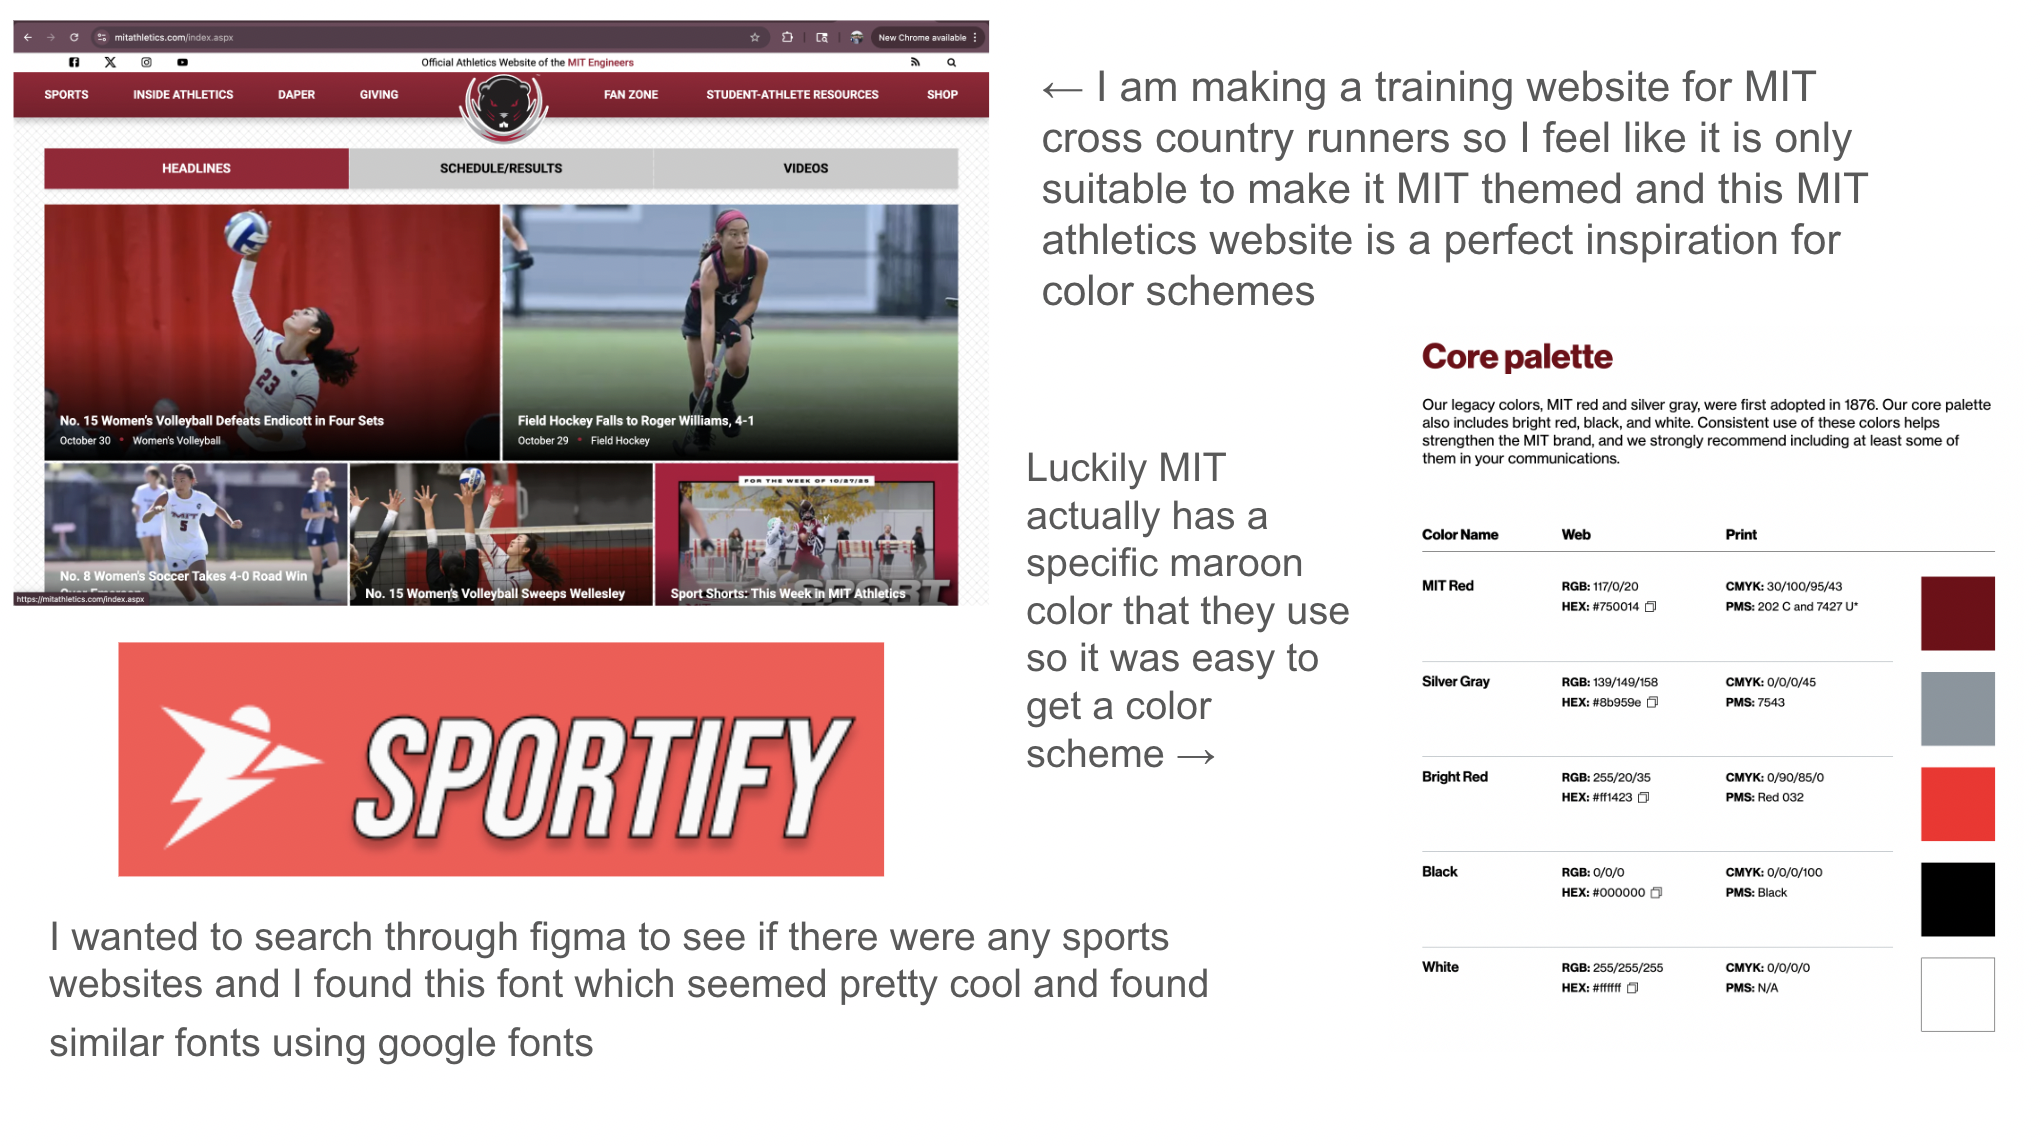 mitathletics.com/index.aspx
New Chrome available
Official Athletics Website of the MIT Engineers
SPORTS INSIDE ATHLETICS DAPER GIVING FAN ZONE STUDENT-ATHLETE RESOURCES SHOP
HEADLINES SCHEDULE/RESULTS VIDEOS
23
No. 15 Women's Volleyball Defeats Endicott in Four Sets
October 30 • Women's Volleyball
Field Hockey Falls to Roger Williams, 4-1
October 29 • Field Hockey
MIT
5
No. 8 Women's Soccer Takes 4-0 Road Win
Over Emerson
No. 15 Women's Volleyball Sweeps Wellesley
FOR THE WEEK OF 10/27/25
SPORT
Sport Shorts: This Week in MIT Athletics
https://mitathletics.com/index.aspx
← I am making a training website for MIT
cross country runners so I feel like it is only
suitable to make it MIT themed and this MIT
athletics website is a perfect inspiration for
color schemes
Luckily MIT
actually has a
specific maroon
color that they use
so it was easy to
get a color
scheme →
Core palette
Our legacy colors, MIT red and silver gray, were first adopted in 1876. Our core palette
also includes bright red, black, and white. Consistent use of these colors helps
strengthen the MIT brand, and we strongly recommend including at least some of
them in your communications.
Color Name Web Print
MIT Red RGB: 117/0/20 CMYK: 30/100/95/43
HEX: #750014 PMS: 202 C and 7427 U*
Silver Gray RGB: 139/149/158 CMYK: 0/0/0/45
HEX: #8b959e PMS: 7543
Bright Red RGB: 255/20/35 CMYK: 0/90/85/0
HEX: #ff1423 PMS: Red 032
Black RGB: 0/0/0 CMYK: 0/0/0/100
HEX: #000000 PMS: Black
White RGB: 255/255/255 CMYK: 0/0/0/0
HEX: #ffffff PMS: N/A
SPORTIFY
I wanted to search through figma to see if there were any sports
websites and I found this font which seemed pretty cool and found
similar fonts using google fonts